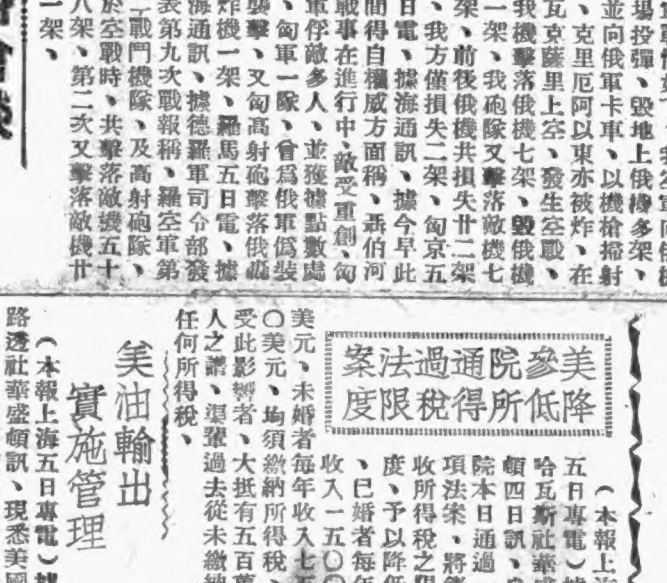 場投彈、毀地上俄機多架、
並向俄軍卡車、以機槍掃射
、克里厄阿以東亦被炸、在
瓦克薩里上空、發生空戰、
我機擊落俄機七架、毀俄機
一架、我砲隊又擊落敵機七
架、前後俄機共損失廿二架
、我方僅損失二架、匈京五
日電、據海通訊、據今早此
間得自權威方面稱、聶伯河
戰事在進行中、敵受重創、匈
軍俘敵多人、並獲據點數處
、匈軍一隊、曾爲俄軍僞裝
襲擊、又匈高射砲擊落俄轟
炸機一架、羅馬五日電、據
海通訊、據德羅軍司令部發
表第九次戰報稱、羅空軍第
戰鬥機隊、及高射砲隊、
於空戰時、共擊落敵機五十
八架、第二次又擊落敵機廿
一架、
美參院通過法案
降低所得稅限度
（本報上海
五日專電）
哈瓦斯社華
頓四日訊、
院本日通過
項法案、將
收所得稅之限
度、予以降低
、已婚者每年
收入一五〇〇
美元、未婚者每年收入七五
〇美元、均須繳納所得稅、
受此影響者、大抵有五百萬
人之譜、渠輩過去從未繳納
任何所得稅、
美油輸出
實施管理
（本報上海五日專電）據
路透社華盛頓訊、現悉美國